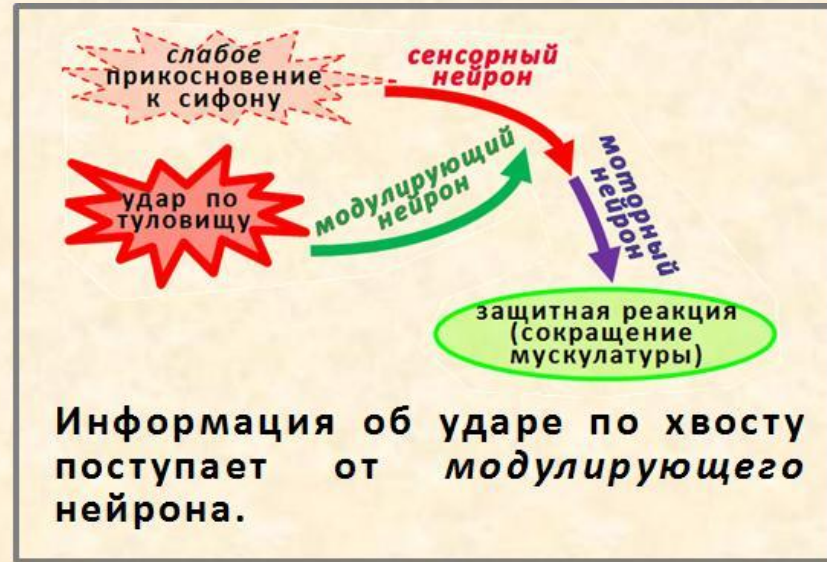 слабое
прикосновение
к сифону
сенсорный
нейрон
удар по
туловищу
модулирующий
нейрон
моторный
нейрон
защитная реакция
(сокращение
мускулатуры)
Информация об ударе по хвосту
поступает от модулирующего
нейрона.